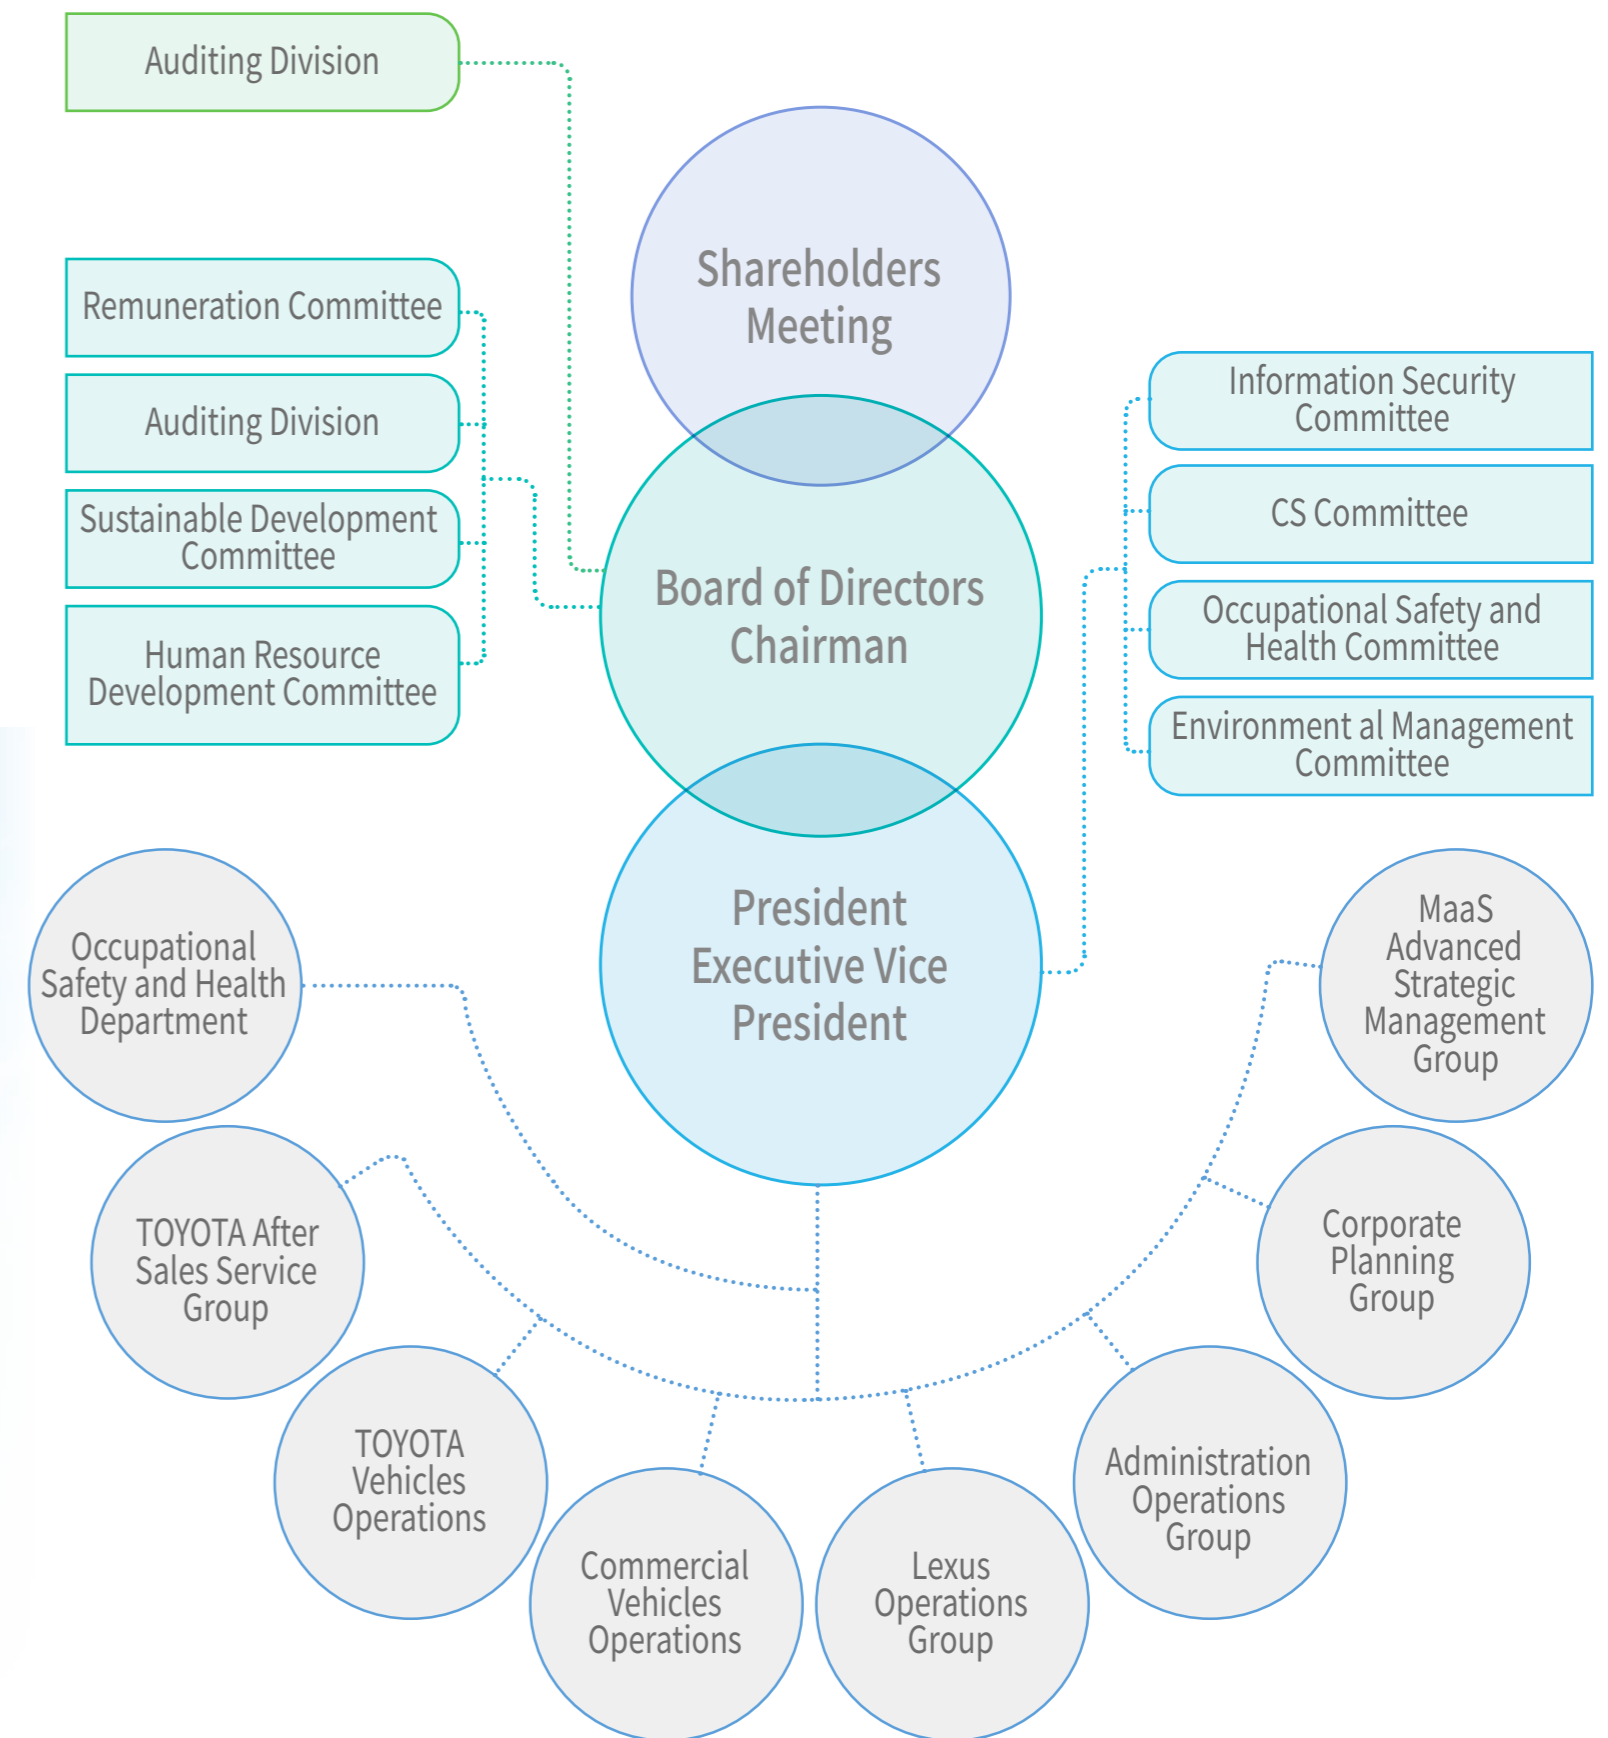 Auditing Division
Shareholders
Meeting
Remuneration Committee
Auditing Division
Sustainable Development
Committee
Human Resource
Development Committee
Board of Directors
Chairman
Information Security
Committee
CS Committee
Occupational Safety and
Health Committee
Environment al Management
Committee
President
Executive Vice
President
Occupational
Safety and Health
Department
TOYOTA After
Sales Service
Group
TOYOTA
Vehicles
Operations
Commercial
Vehicles
Operations
Lexus
Operations
Group
Administration
Operations
Group
Corporate
Planning
Group
MaaS
Advanced
Strategic
Management
Group